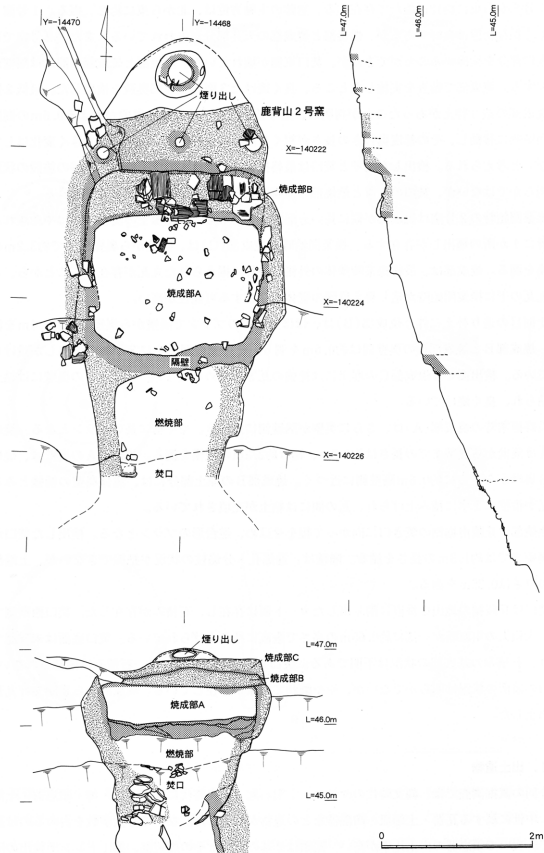 Y=-14470
Y=-14468
L=47.0m
L=46.0m
L=45.0m
煙り出し
鹿背山2号窯
X=-140222
焼成部B
焼成部A
X=-140224
隔壁
燃焼部
X=-140226
焚口
煙り出し
L=47.0m
焼成部C
焼成部B
焼成部A
L=46.0m
燃焼部
焚口
L=45.0m
0 2m